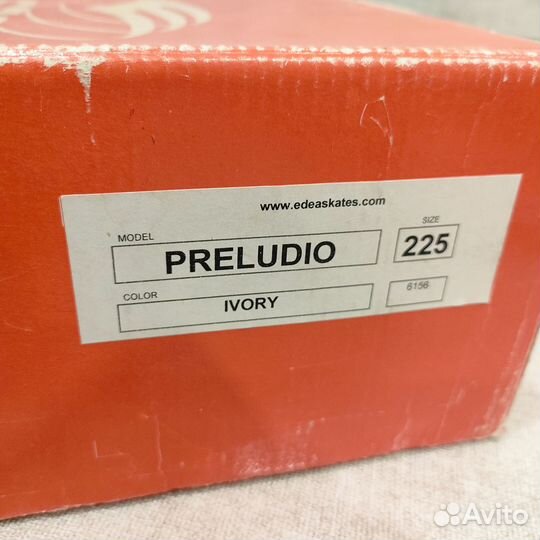 www.edeaskates.com
MODEL
PRELUDIO
SIZE
225
COLOR
IVORY
6156
Avito